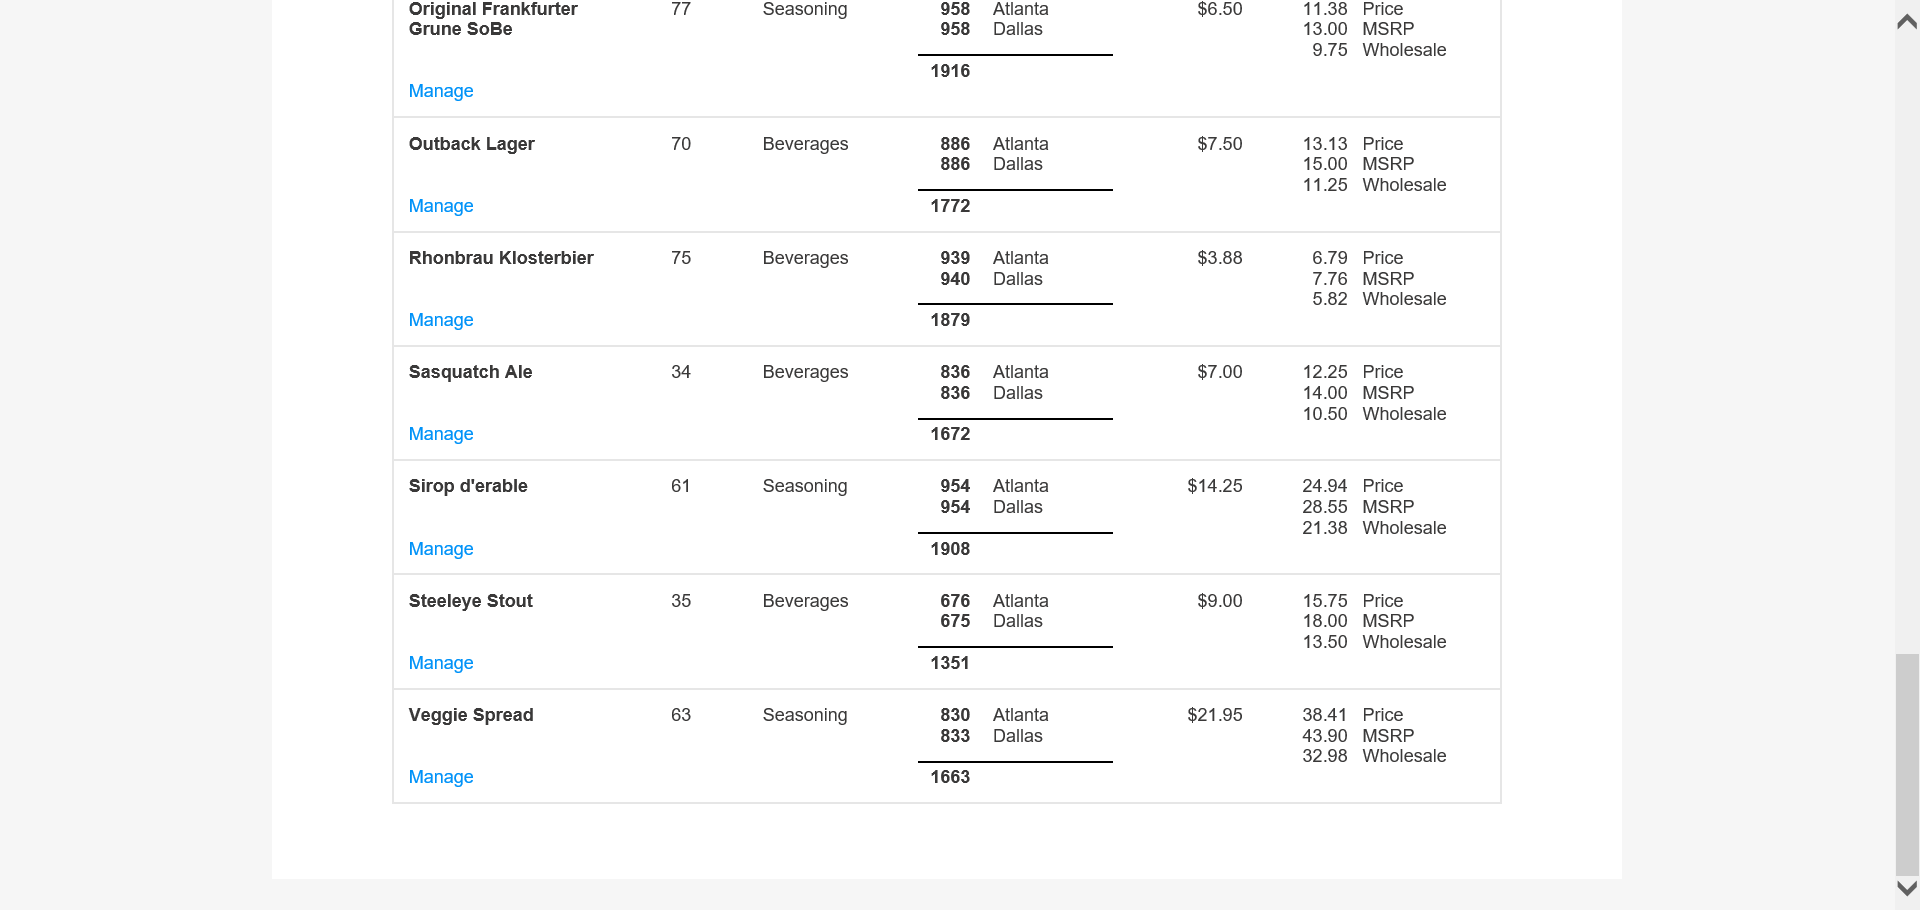 Original Frankfurter 77 Seasoning 958 Atlanta $6.50 11.38 Price
Grune SoBe 958 Dallas 13.00 MSRP
9.75 Wholesale
1916
Manage
Outback Lager 70 Beverages 886 Atlanta $7.50 13.13 Price
886 Dallas 15.00 MSRP
11.25 Wholesale
Manage 1772
Rhonbrau Klosterbier 75 Beverages 939 Atlanta $3.88 6.79 Price
940 Dallas 7.76 MSRP
5.82 Wholesale
Manage 1879
Sasquatch Ale 34 Beverages 836 Atlanta $7.00 12.25 Price
836 Dallas 14.00 MSRP
10.50 Wholesale
Manage 1672
Sirop d'erable 61 Seasoning 954 Atlanta $14.25 24.94 Price
954 Dallas 28.55 MSRP
21.38 Wholesale
Manage 1908
Steeleye Stout 35 Beverages 676 Atlanta $9.00 15.75 Price
675 Dallas 18.00 MSRP
13.50 Wholesale
Manage 1351
Veggie Spread 63 Seasoning 830 Atlanta $21.95 38.41 Price
833 Dallas 43.90 MSRP
32.98 Wholesale
Manage 1663